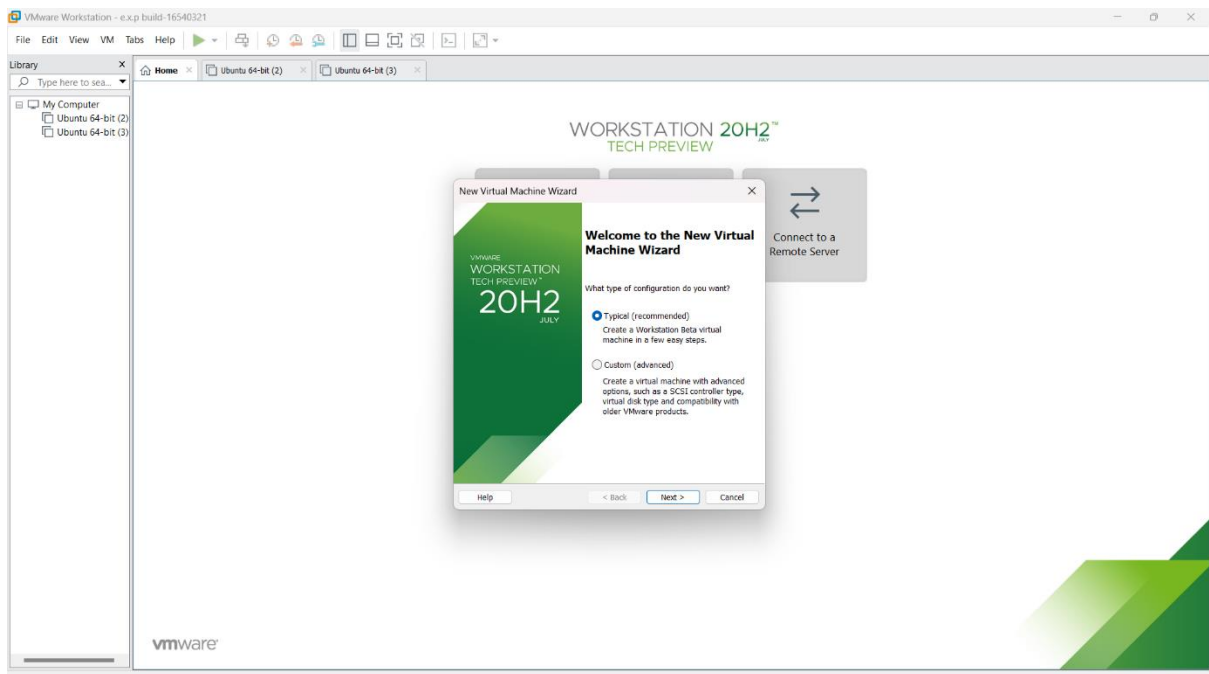 VMware Workstation - e.x.p build-16540321
File Edit View VM Tabs Help
Library X
Type here to sea...
Home
Ubuntu 64-bit (2)
Ubuntu 64-bit (3)
My Computer
Ubuntu 64-bit (2)
Ubuntu 64-bit (3)
WORKSTATION 20H2™
JULY
TECH PREVIEW
Connect to a
Remote Server
New Virtual Machine Wizard
VMWARE
WORKSTATION
TECH PREVIEW™
20H2
JULY
Welcome to the New Virtual
Machine Wizard
What type of configuration do you want?
Typical (recommended)
Create a Workstation Beta virtual
machine in a few easy steps.
Custom (advanced)
Create a virtual machine with advanced
options, such as a SCSI controller type,
virtual disk type and compatibility with
older VMware products.
Help < Back Next > Cancel
vmware®